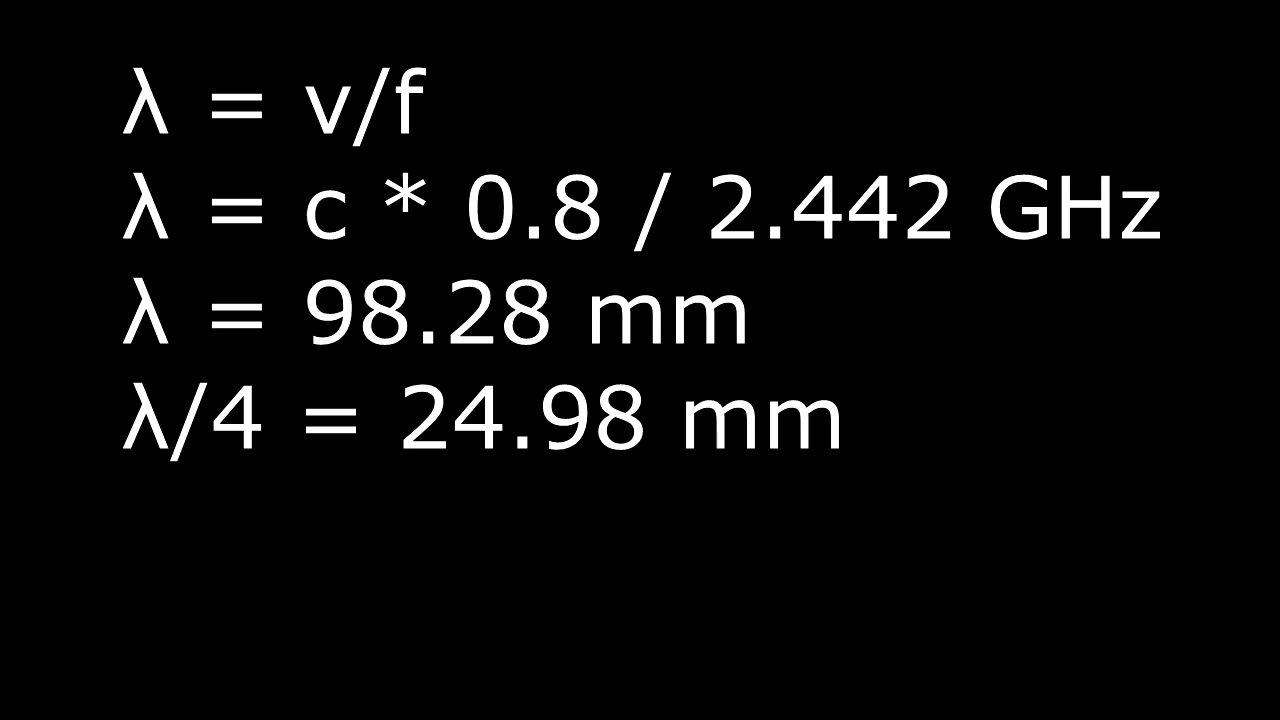 λ = v/f
λ = c * 0.8 / 2.442 GHz
λ = 98.28 mm
λ/4 = 24.98 mm